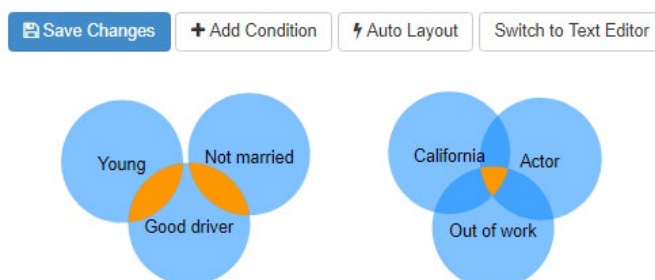 Save Changes
Add Condition
Auto Layout
Switch to Text Editor
Young
Not married
Good driver
California
Actor
Out of work